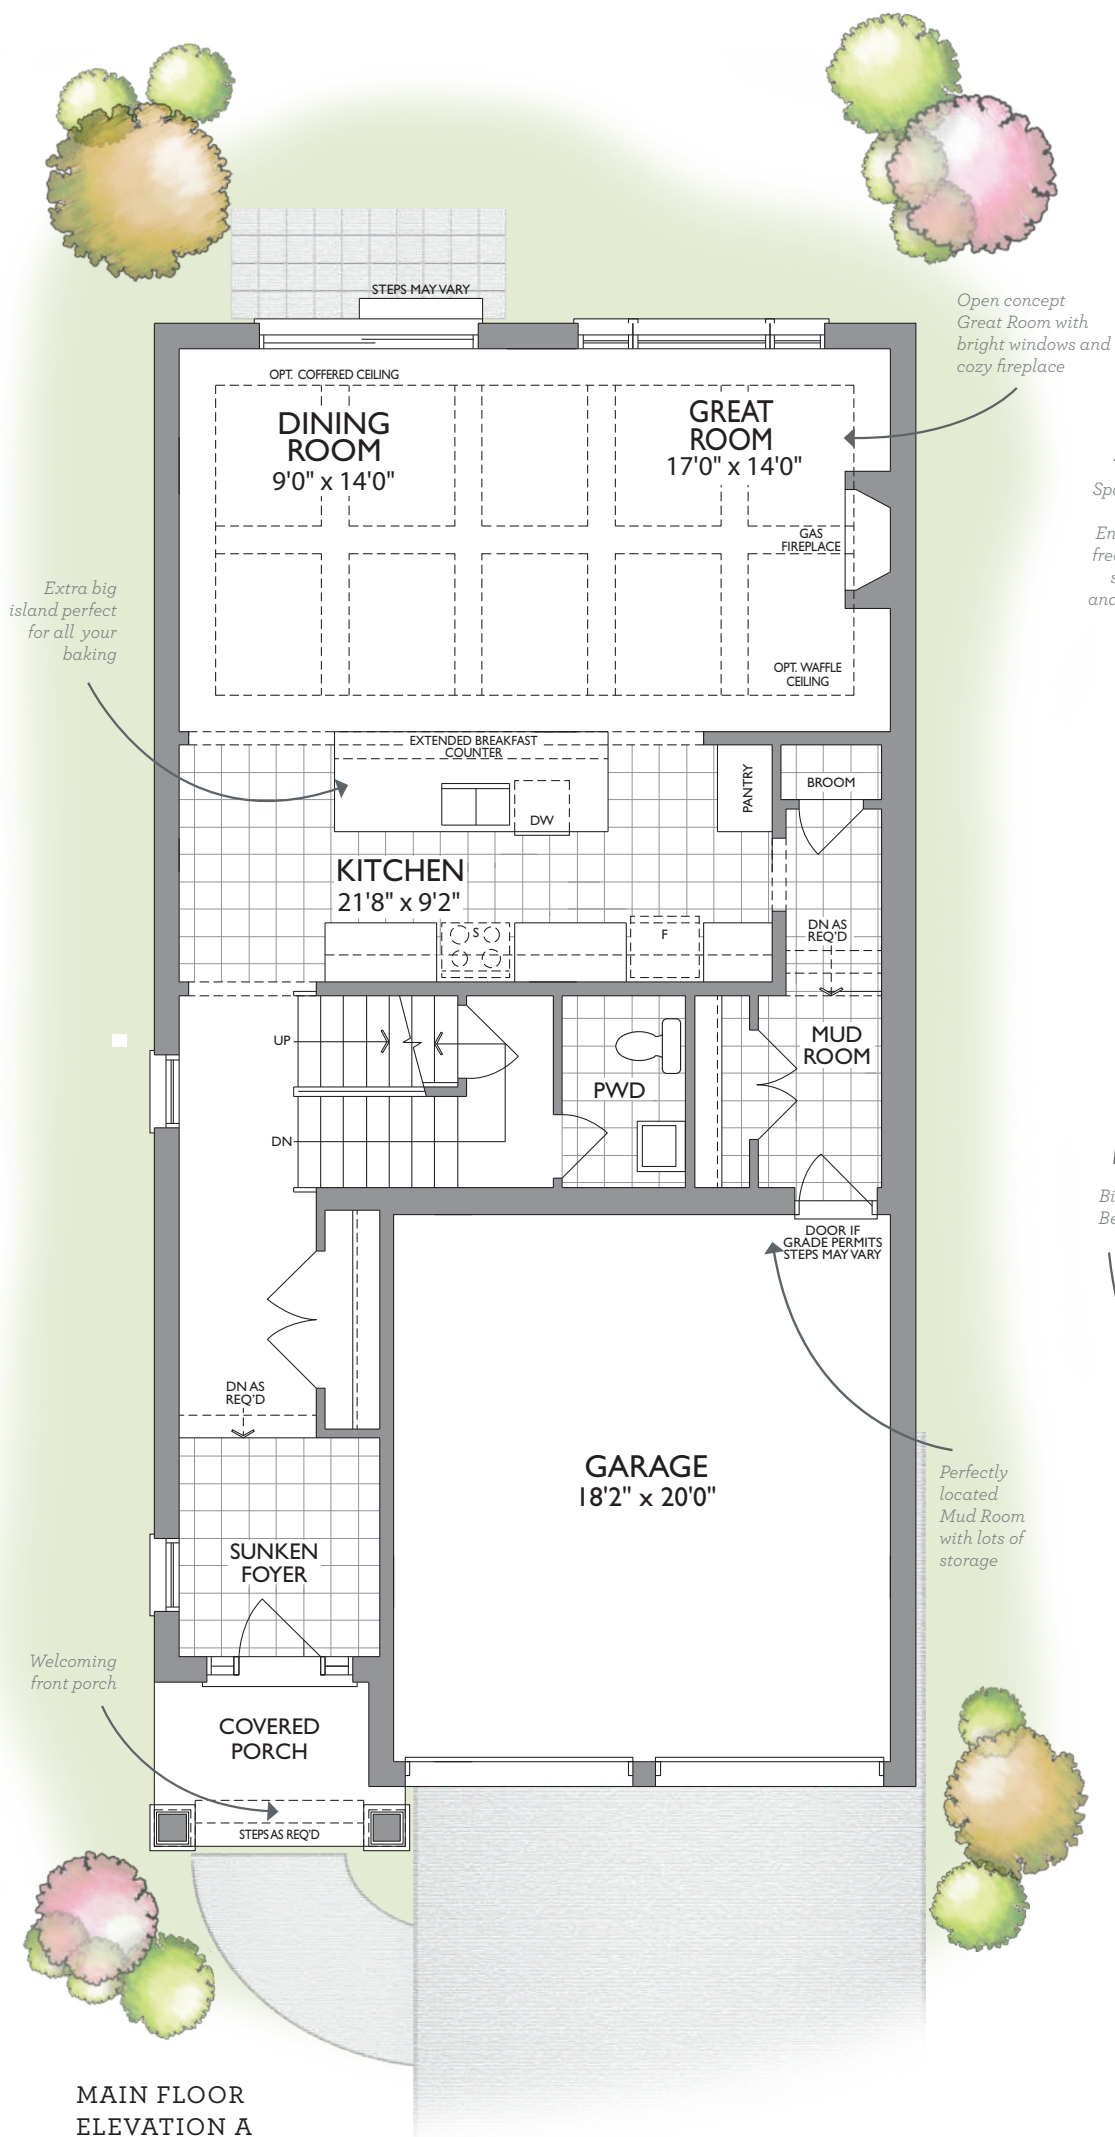 STEPS MAY VARY
Open concept
Great Room with
bright windows and
cozy fireplace
OPT. COFFERED CEILING
DINING
ROOM
9'0" x 14'0"
GREAT
ROOM
17'0" x 14'0"
GAS
FIREPLACE
OPT. WAFFLE
CEILING
Extra big
island perfect
for all your
baking
EXTENDED BREAKFAST
COUNTER
DW
PANTRY
BROOM
KITCHEN
21'8" x 9'2"
S
F
DN AS
REQ'D
UP
DN
PWD
MUD
ROOM
DOOR IF
GRADE PERMITS
STEPS MAY VARY
DN AS
REQ'D
GARAGE
18'2" x 20'0"
Perfectly
located
Mud Room
with lots of
storage
SUNKEN
FOYER
Welcoming
front porch
COVERED
PORCH
STEPS AS REQ'D
MAIN FLOOR
ELEVATION A